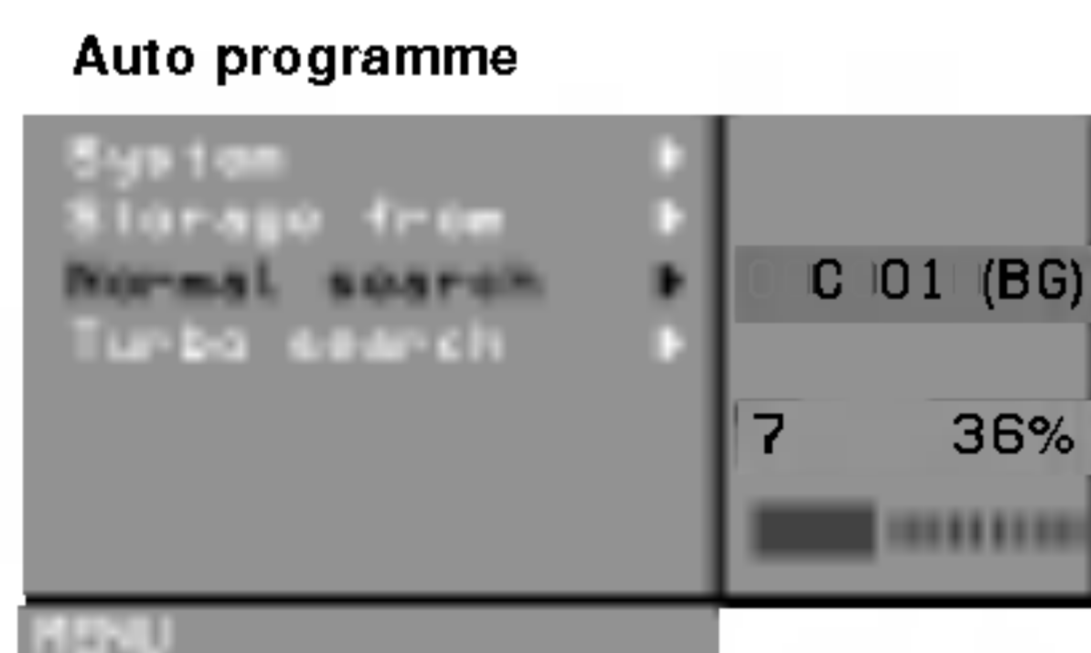 Auto programme
System
Storage from
Normal search
Turbo search
C 01 (BG)
7 36%
MENU